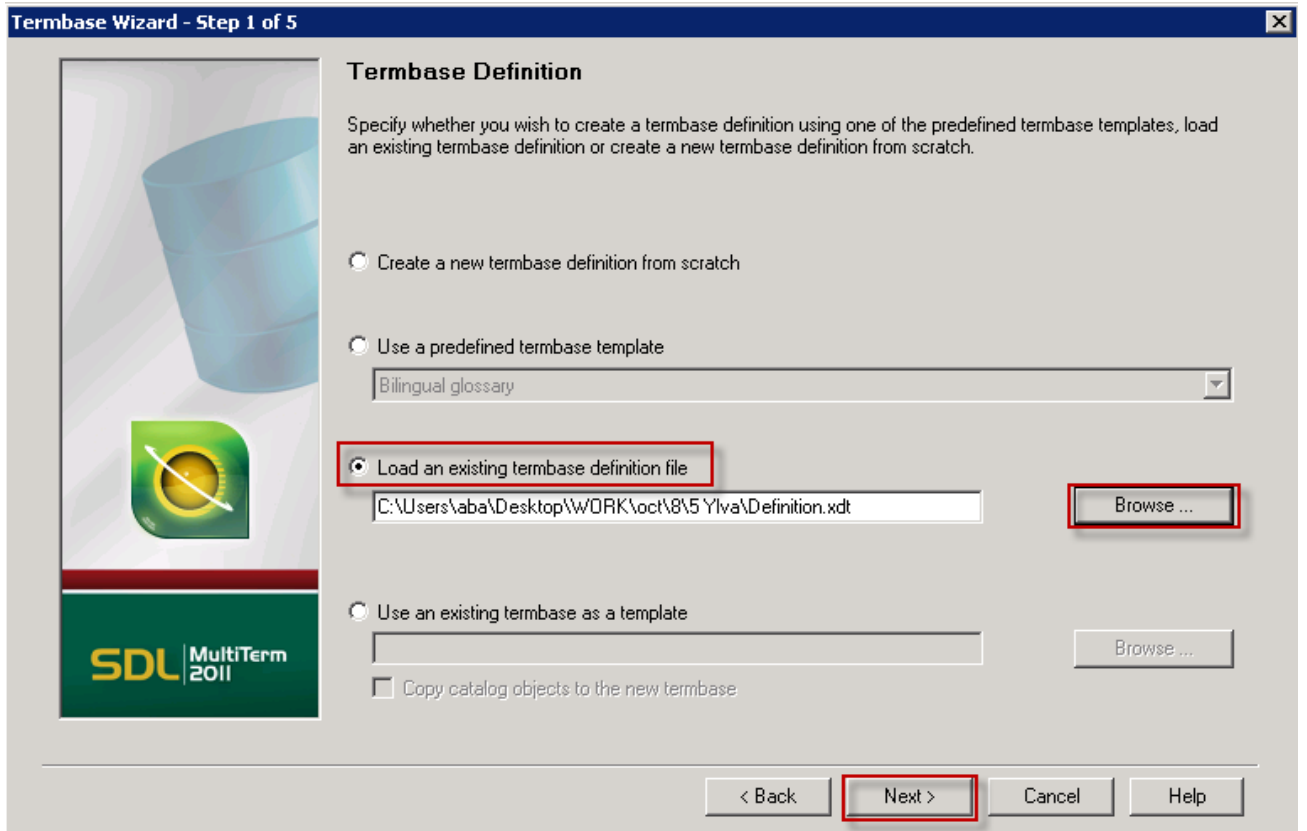 Termbase Wizard - Step 1 of 5
Termbase Definition
Specify whether you wish to create a termbase definition using one of the predefined termbase templates, load
an existing termbase definition or create a new termbase definition from scratch.
Create a new termbase definition from scratch
Use a predefined termbase template
Bilingual glossary
Load an existing termbase definition file
C:\Users\aba\Desktop\WORK\oct\8\5 Ylva\Definition.xdt
Browse ...
Use an existing termbase as a template
Browse ...
Copy catalog objects to the new termbase
SDL MultiTerm
2011
< Back
Next >
Cancel
Help